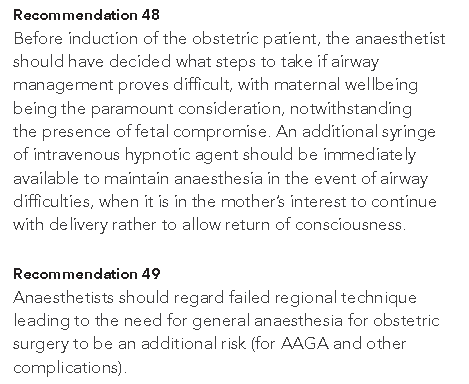 Recommendation 48
Before induction of the obstetric patient, the anaesthetist
should have decided what steps to take if airway
management proves difficult, with maternal wellbeing
being the paramount consideration, notwithstanding
the presence of fetal compromise. An additional syringe
of intravenous hypnotic agent should be immediately
available to maintain anaesthesia in the event of airway
difficulties, when it is in the mother's interest to continue
with delivery rather to allow return of consciousness.
Recommendation 49
Anaesthetists should regard failed regional technique
leading to the need for general anaesthesia for obstetric
surgery to be an additional risk (for AAGA and other
complications).